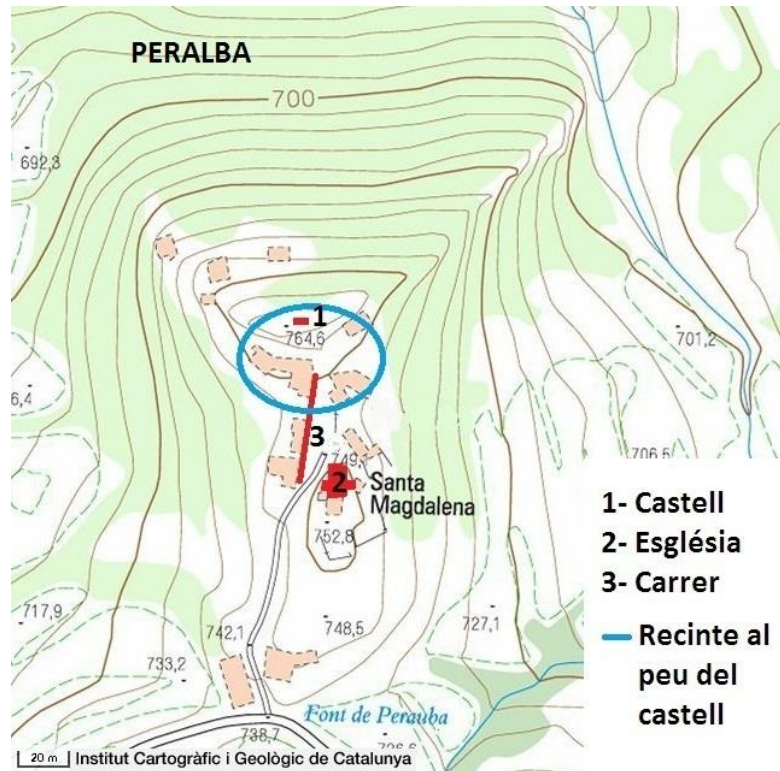 PERALBA
700
692,3
1
764,6
701,2
6,4
3
749,1
706,5
2
Santa
Magdalena
752,8
717,9
742,1
748,5
727,1
733,2
Font de Perauba
738,7
1- Castell
2- Església
3- Carrer
Recinte al
peu del
castell
20 m
Institut Cartogràfic i Geològic de Catalunya